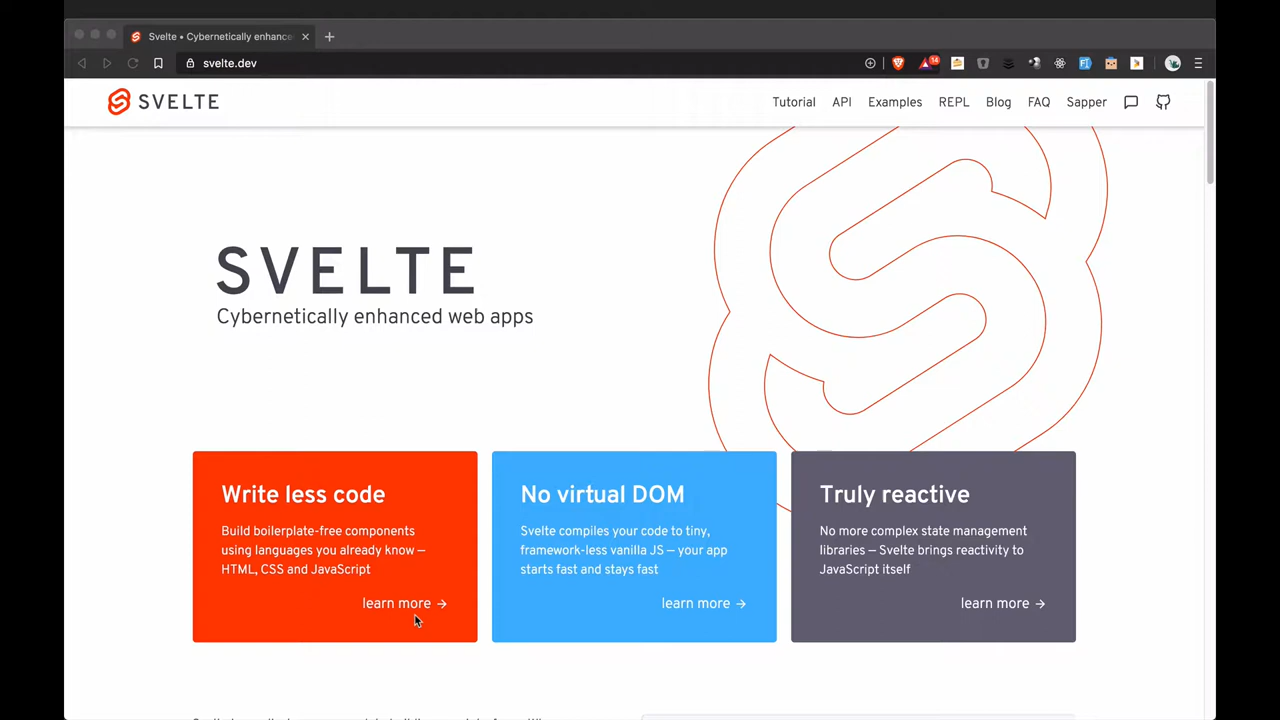 Svelte • Cybernetically enhance
svelte.dev
14
SVELTE
Tutorial API Examples REPL Blog FAQ Sapper
SVELTE
Cybernetically enhanced web apps
Write less code
Build boilerplate-free components
using languages you already know —
HTML, CSS and JavaScript
learn more →
No virtual DOM
Svelte compiles your code to tiny,
framework-less vanilla JS — your app
starts fast and stays fast
learn more →
Truly reactive
No more complex state management
libraries — Svelte brings reactivity to
JavaScript itself
learn more →